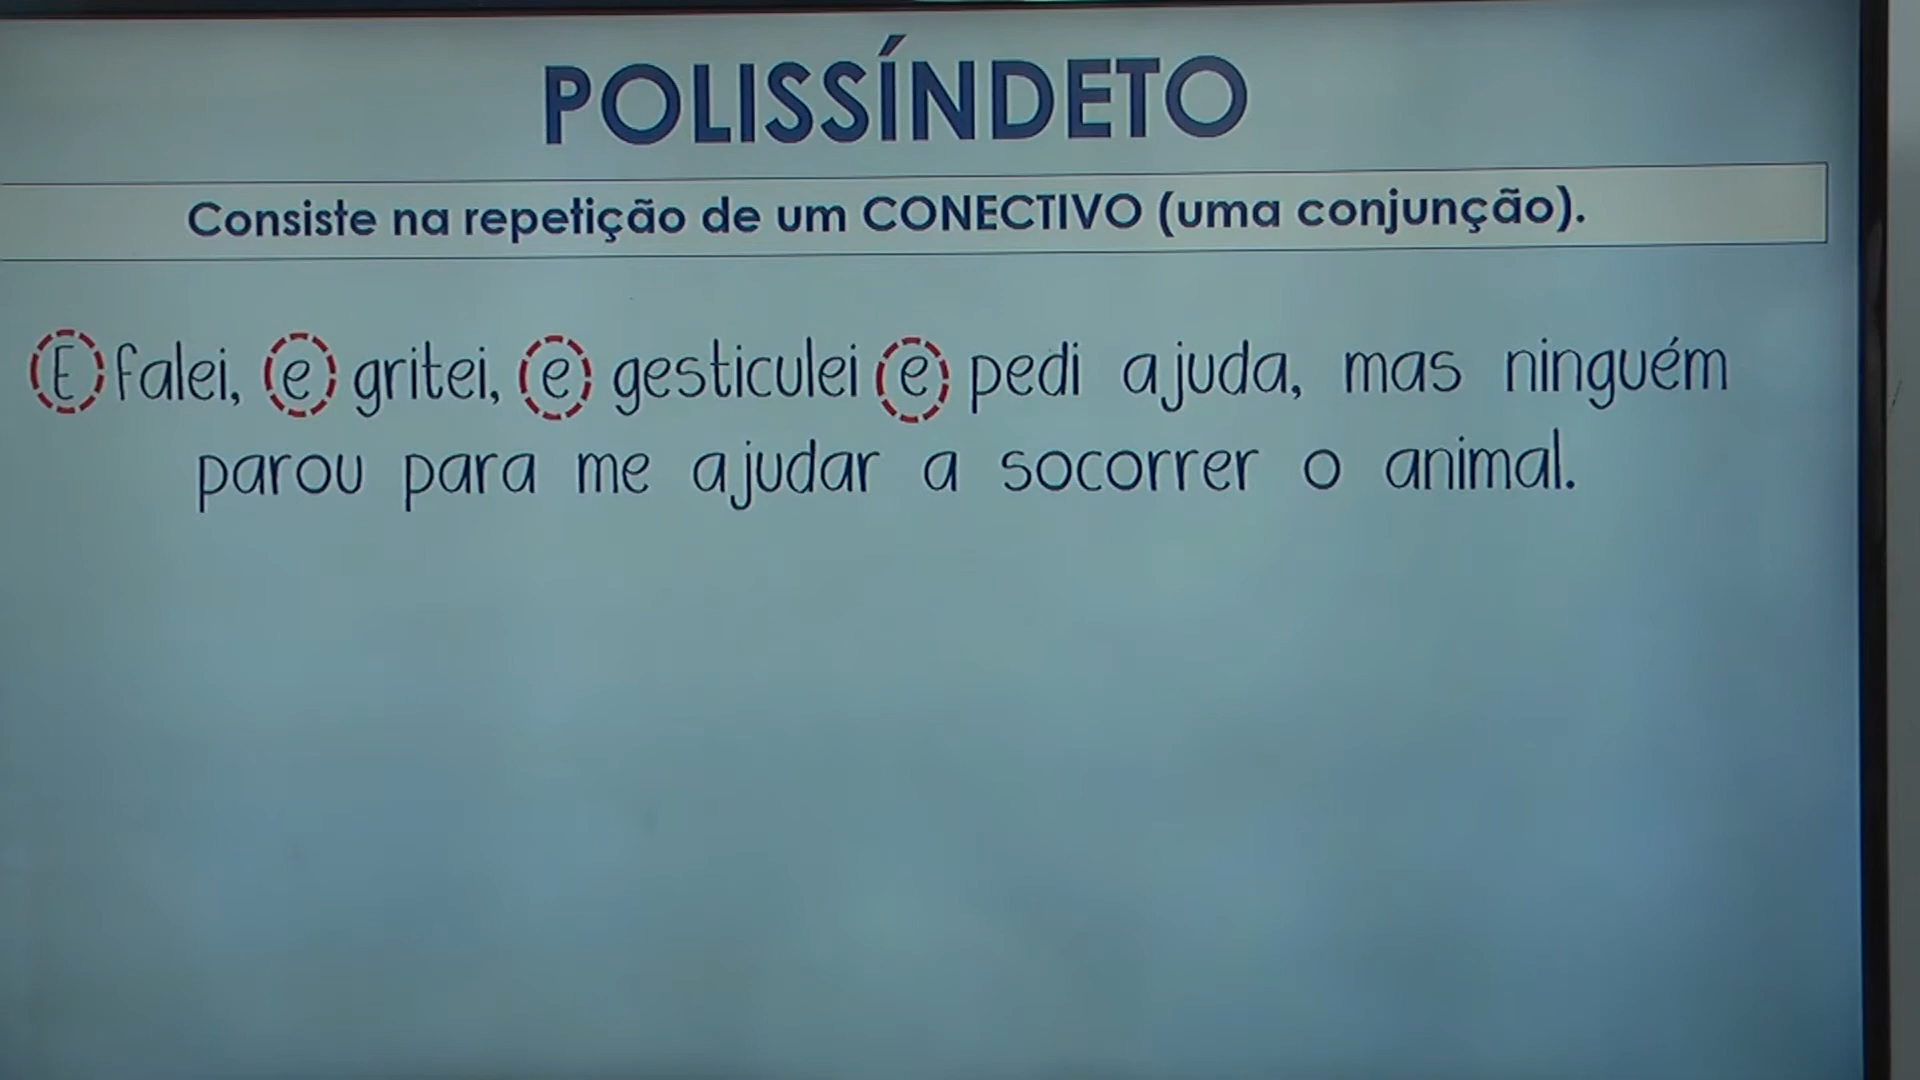 POLISSÍNDETO
Consiste na repetição de um CONECTIVO (uma conjunção).
E falei, e gritei, e gesticulei e pedi ajuda, mas ninguém
parou para me ajudar a socorrer o animal.